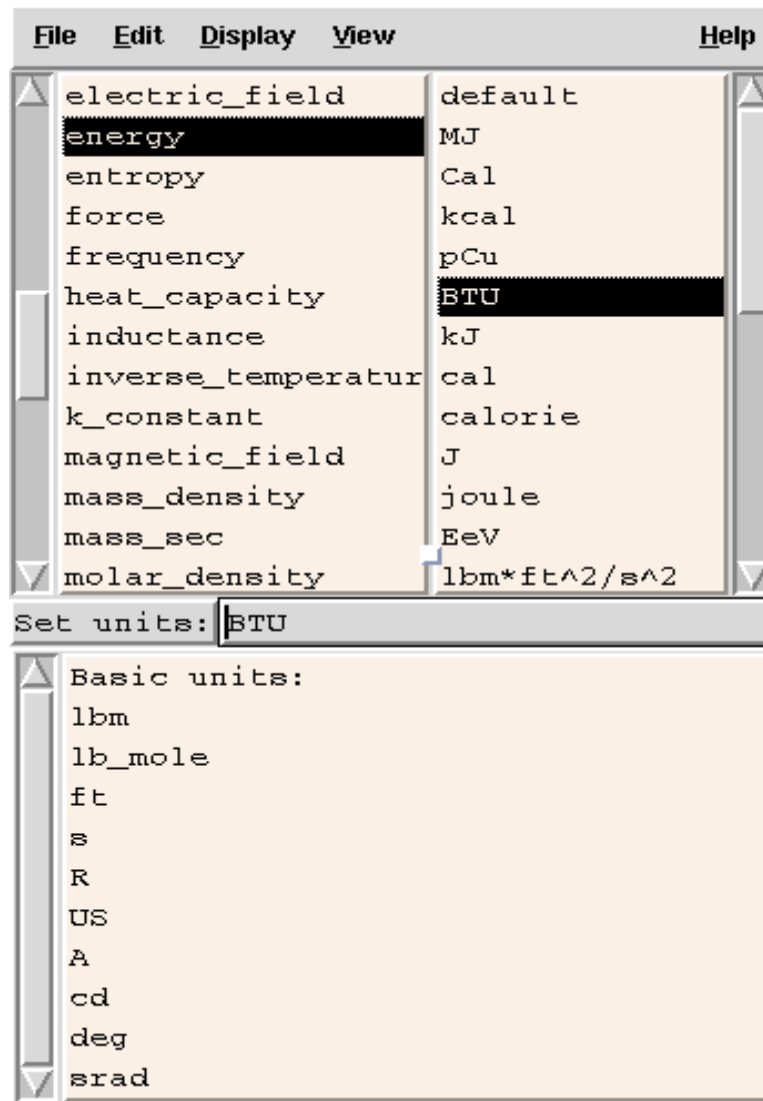 File Edit Display View Help
electric_field
energy
entropy
force
frequency
heat_capacity
inductance
inverse_temperatur
k_constant
magnetic_field
mass_density
mass_sec
molar_density
default
MJ
Cal
kcal
pCu
BTU
kJ
cal
calorie
J
joule
EeV
lbm*ft^2/s^2
Set units: BTU
Basic units:
lbm
lb_mole
ft
s
R
US
A
cd
deg
srad